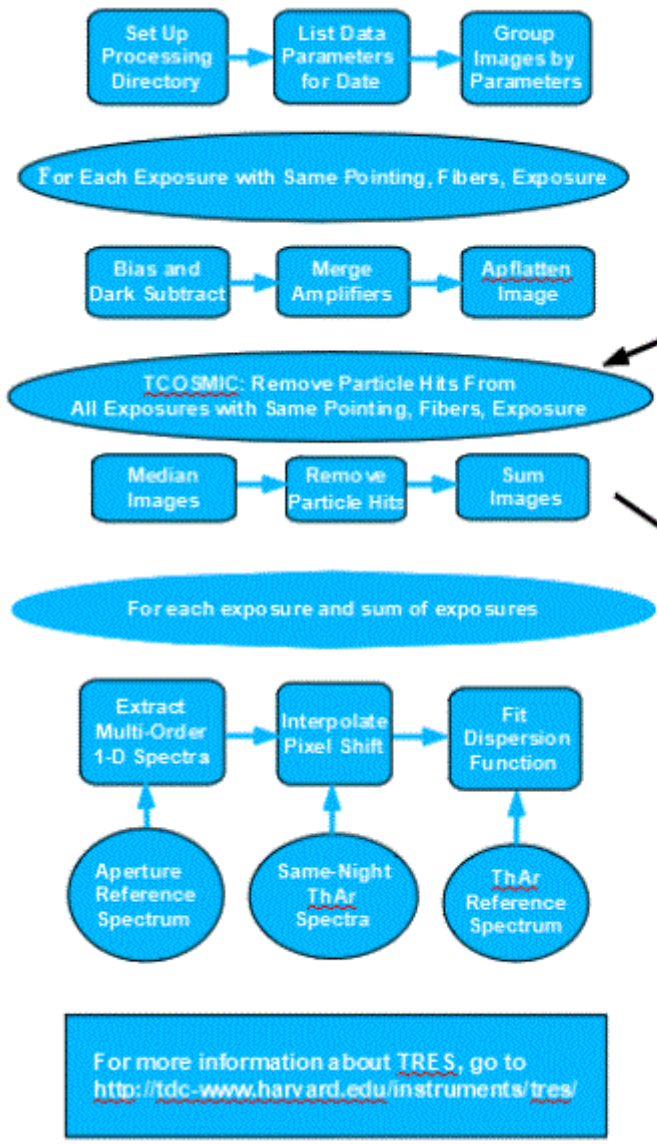 Set Up
Processing
Directory
List Data
Parameters
for Date
Group
Images by
Parameters
For Each Exposure with Same Pointing, Fibers, Exposure
Bias and
Dark Subtract
Merge
Amplifiers
Apflatten
Image
TCOSMIC: Remove Particle Hits From
All Exposures with Same Pointing, Fibers, Exposure
Median
Images
Remove
Particle Hits
Sum
Images
For each exposure and sum of exposures
Extract
Multi-Order
1-D Spectra
Interpolate
Pixel Shift
Fit
Dispersion
Function
Aperture
Reference
Spectrum
Same-Night
ThAr
Spectra
ThAr
Reference
Spectrum
For more information about TRES, go to
http://tdc-www.harvard.edu/instruments/tres/